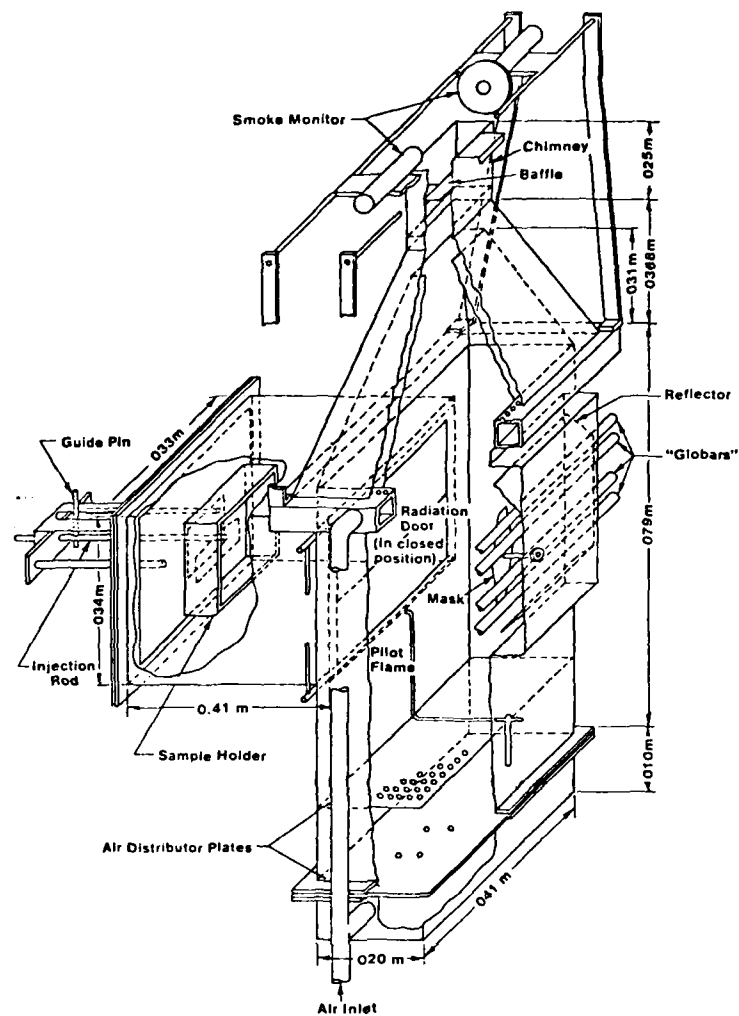 Smoke Monitor
Chimney
Baffle
025m
031m
0368m
Reflector
Guide Pin
033m
"Globars"
Radiation
Door
(In closed
position)
079m
034m
Mask
Injection
Rod
Pilot
Flame
0.41 m
Sample Holder
010m
Air Distributor Plates
041 m
020 m
Air Inlet